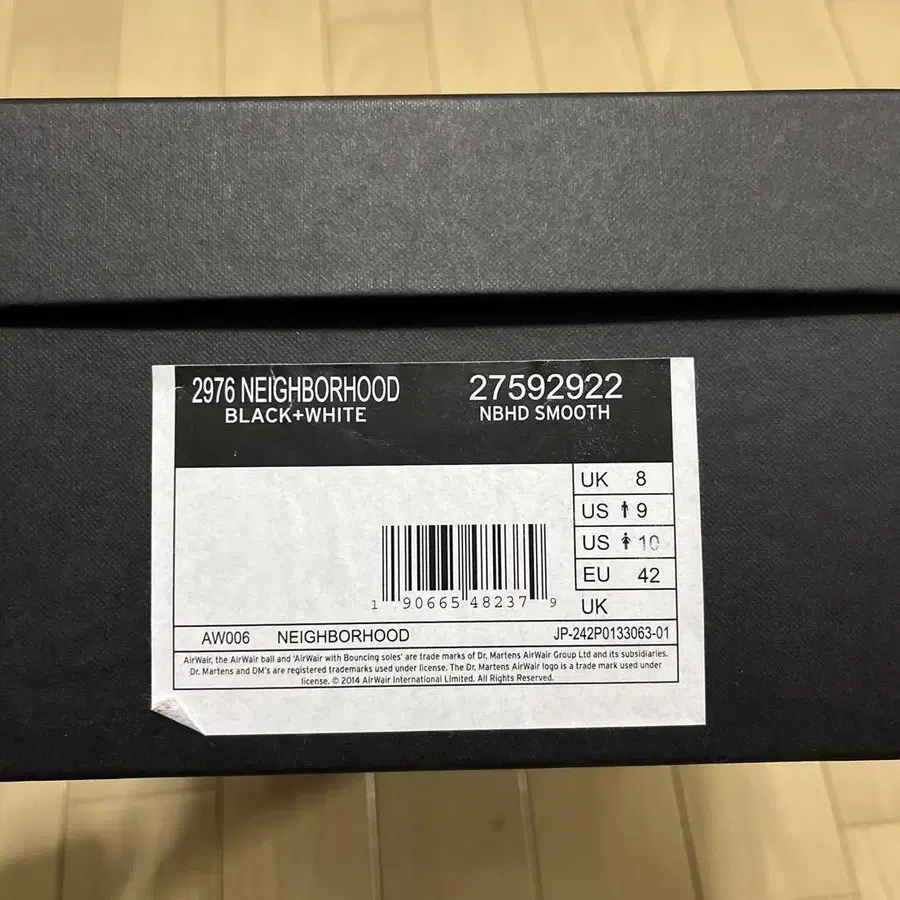 2976 NEIGHBORHOOD
BLACK+WHITE
27592922
NBHD SMOOTH
UK 8
US 9
US 10
EU 42
UK
1 90665 48237 9
AW006 NEIGHBORHOOD JP-242P0133063-01
AirWair, the AirWair ball and 'AirWair with Bouncing soles' are trade marks of Dr. Martens AirWair Group Ltd and its subsidiaries.
Dr. Martens and DM's are registered trademarks used under license. The Dr. Martens AirWair logo is a trade mark used under
license. © 2014 AirWair International Limited. All Rights Reserved.